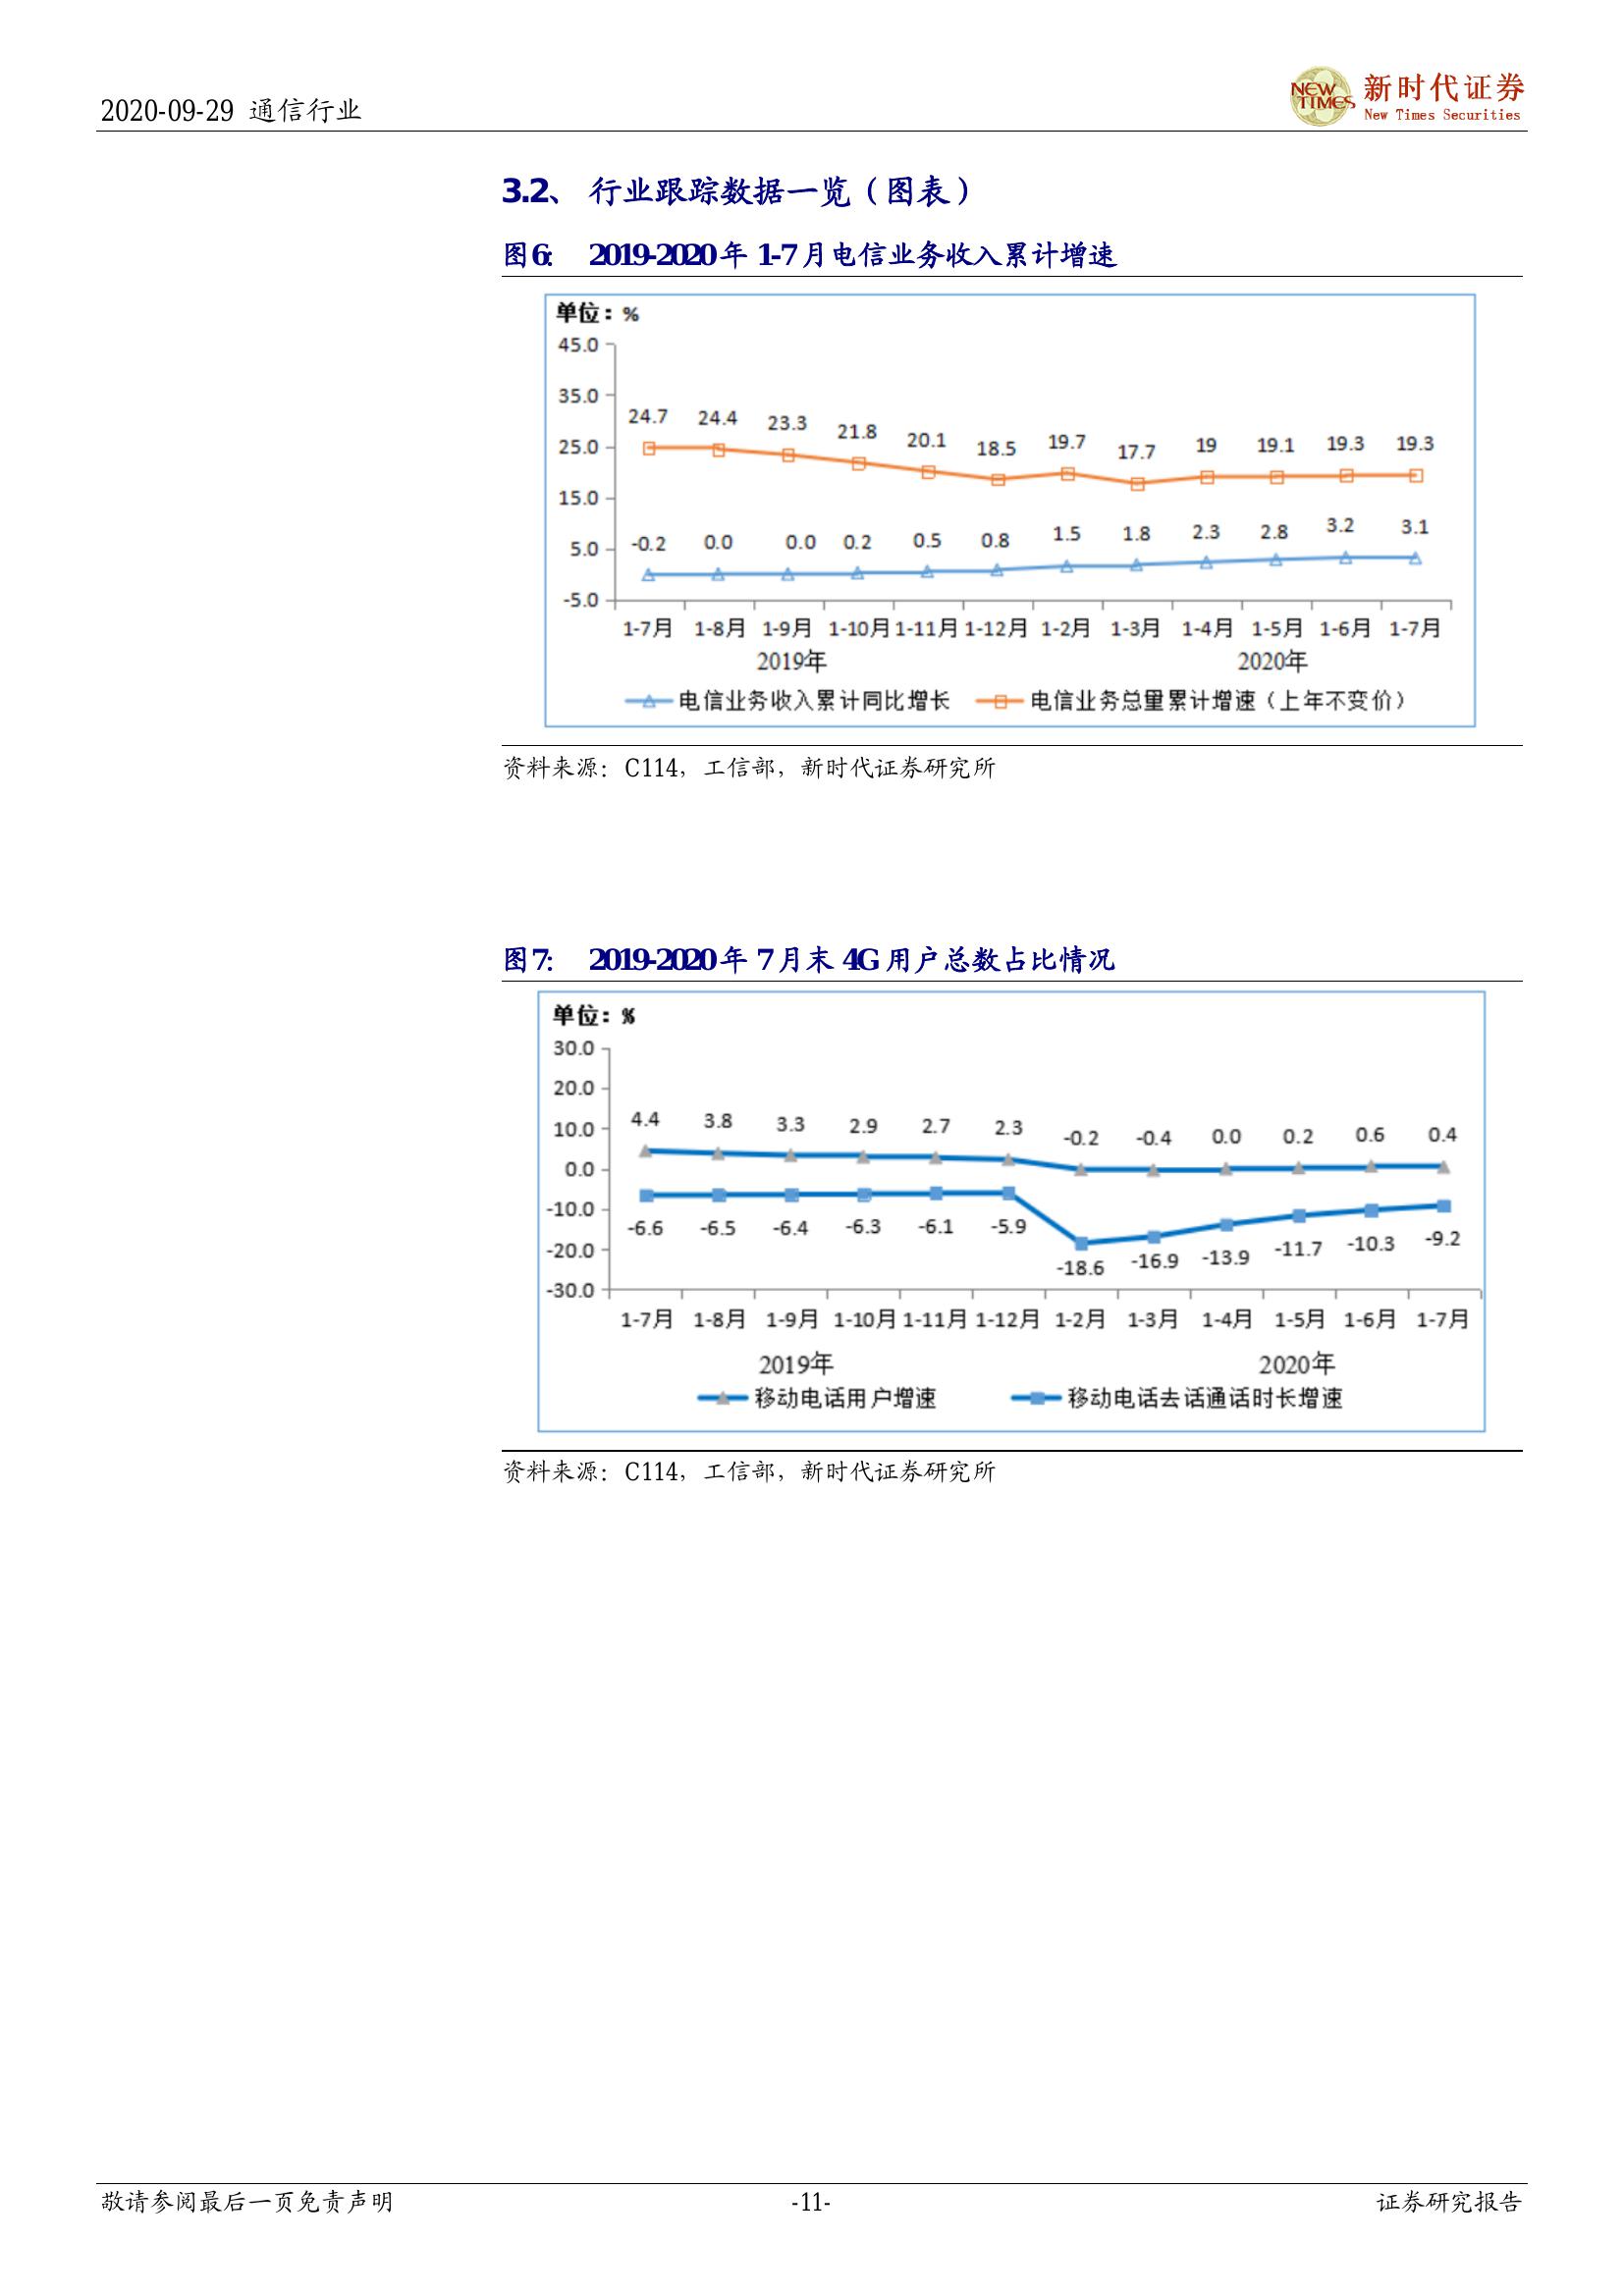 2020-09-29 通信行业
NEW TIMES 新时代证券
New Times Securities
3.2、 行业跟踪数据一览（图表）
图6: 2019-2020年 1-7月电信业务收入累计增速
单位：%
45.0
35.0
24.7 24.4 23.3 21.8 20.1 18.5 19.7 17.7 19 19.1 19.3 19.3
25.0
15.0
-0.2 0.0 0.0 0.2 0.5 0.8 1.5 1.8 2.3 2.8 3.2 3.1
5.0
-5.0
1-7月 1-8月 1-9月 1-10月 1-11月 1-12月 1-2月 1-3月 1-4月 1-5月 1-6月 1-7月
2019年 2020年
电信业务收入累计同比增长 电信业务总量累计增速（上年不变价）
资料来源：C114，工信部，新时代证券研究所
图7: 2019-2020年 7月末 4G用户总数占比情况
单位：%
30.0
20.0
4.4 3.8 3.3 2.9 2.7 2.3 -0.2 -0.4 0.0 0.2 0.6 0.4
10.0
0.0
-10.0
-6.6 -6.5 -6.4 -6.3 -6.1 -5.9 -18.6 -16.9 -13.9 -11.7 -10.3 -9.2
-20.0
-30.0
1-7月 1-8月 1-9月 1-10月 1-11月 1-12月 1-2月 1-3月 1-4月 1-5月 1-6月 1-7月
2019年 2020年
移动电话用户增速 移动电话去话通话时长增速
资料来源：C114，工信部，新时代证券研究所
敬请参阅最后一页免责声明 -11- 证券研究报告